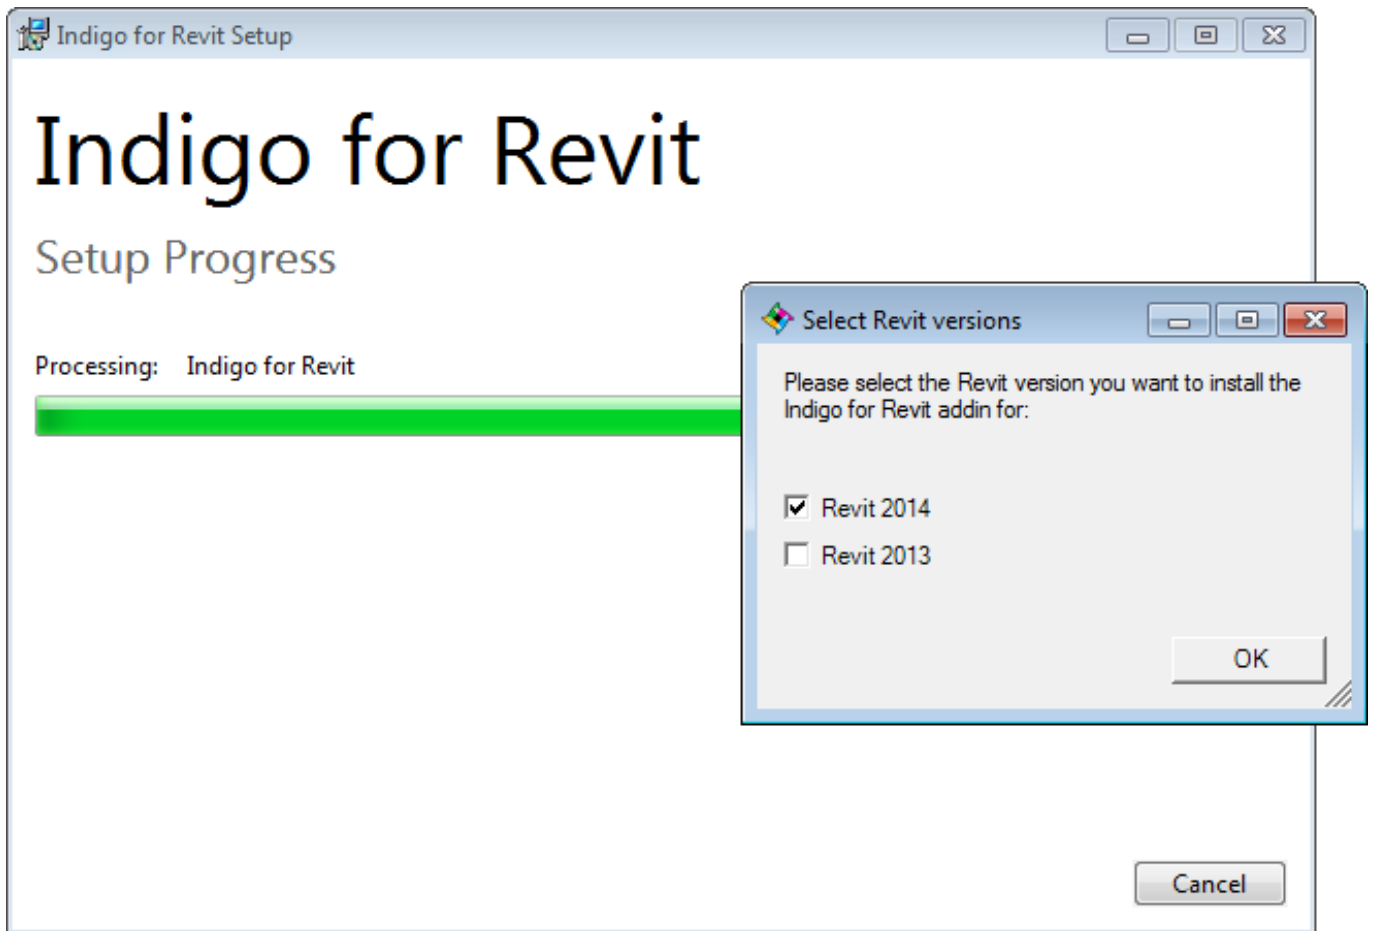 Indigo for Revit Setup
Indigo for Revit
Setup Progress
Processing: Indigo for Revit
Select Revit versions
Please select the Revit version you want to install the
Indigo for Revit addin for:
Revit 2014
Revit 2013
OK
Cancel